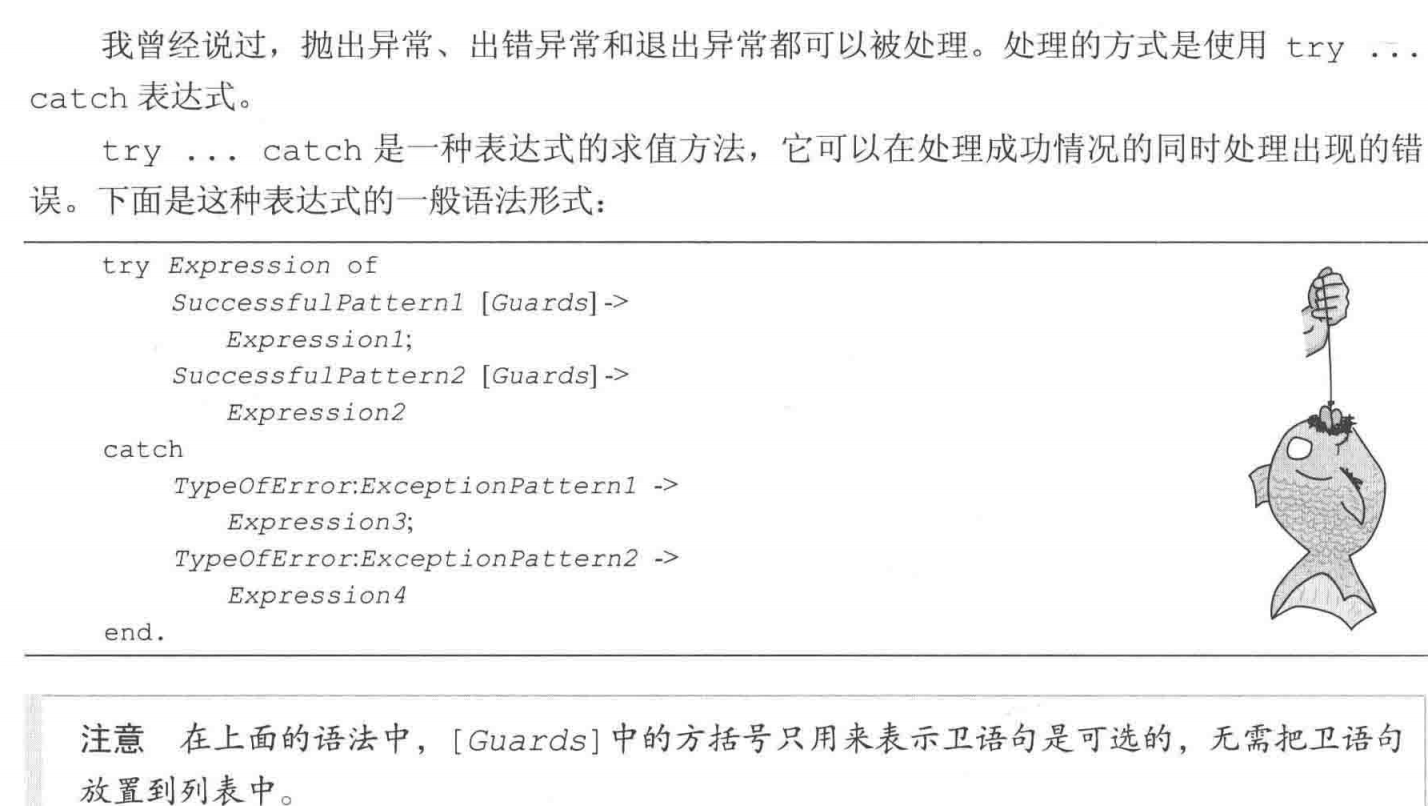 我曾经说过，抛出异常、出错异常和退出异常都可以被处理。处理的方式是使用 try ...
catch 表达式。
try ... catch 是一种表达式的求值方法，它可以在处理成功情况的同时处理出现的错
误。下面是这种表达式的一般语法形式：
try Expression of
SuccessfulPattern1 [Guards] ->
Expression1;
SuccessfulPattern2 [Guards] ->
Expression2
catch
TypeOfError:ExceptionPattern1 ->
Expression3;
TypeOfError:ExceptionPattern2 ->
Expression4
end.
注意 在上面的语法中，[Guards]中的方括号只用来表示卫语句是可选的，无需把卫语句
放置到列表中。